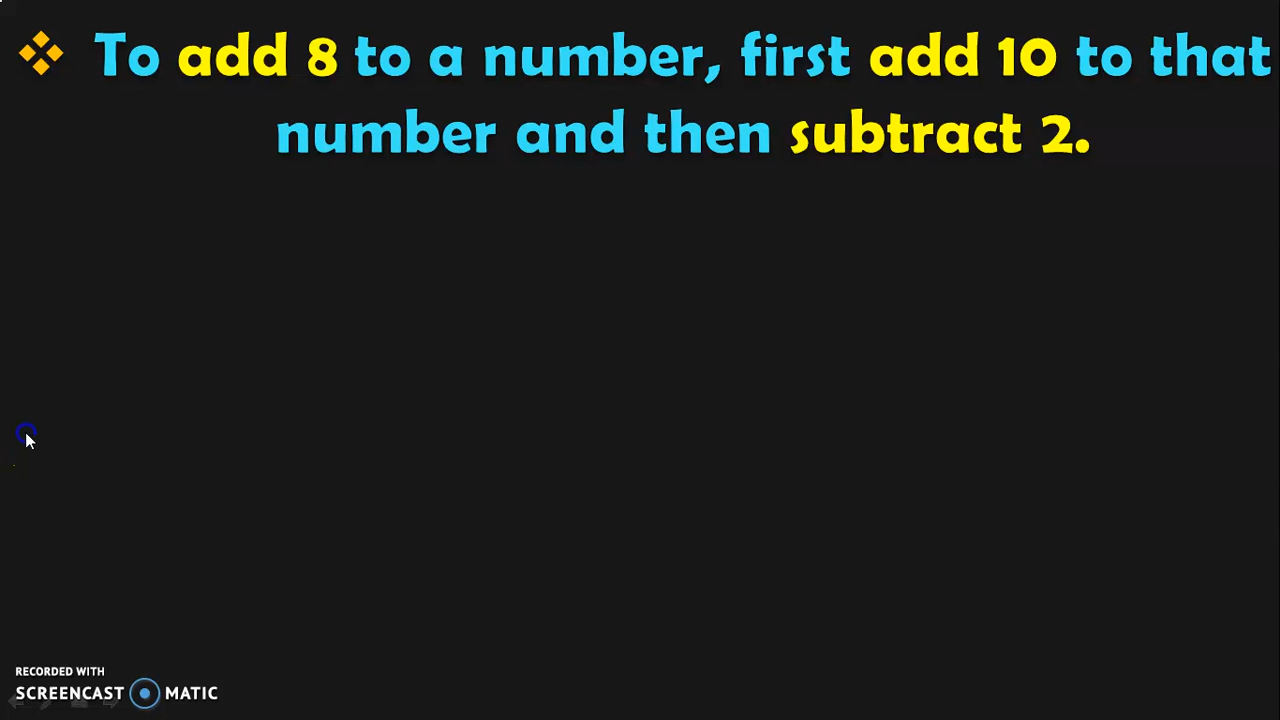 To add 8 to a number, first add 10 to that
number and then subtract 2.
RECORDED WITH
SCREENCAST MATIC